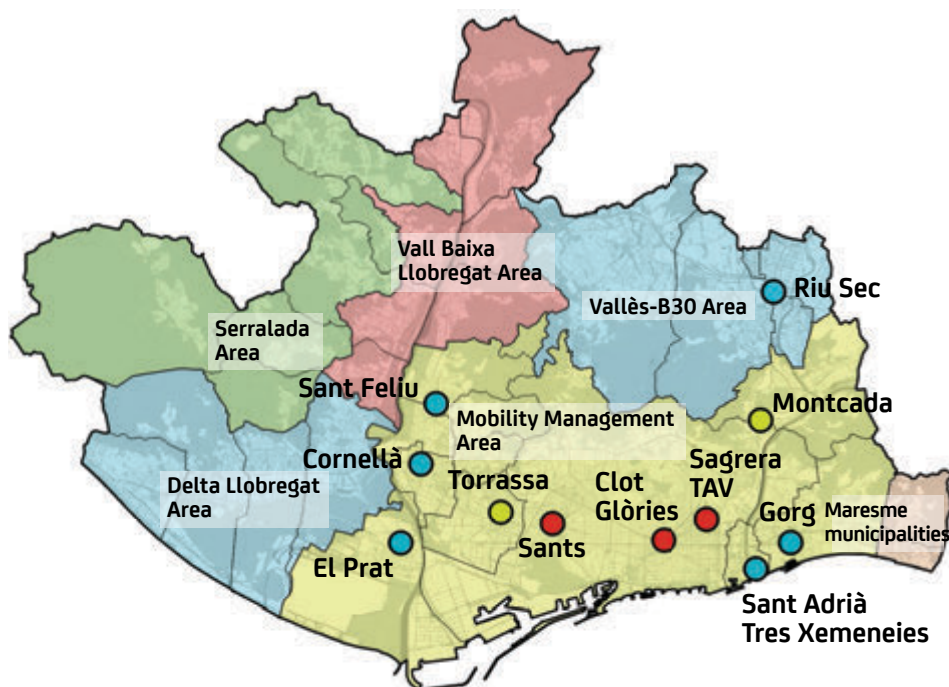 Vall Baixa
Llobregat Area
Riu Sec
Vallès-B30 Area
Serralada
Area
Sant Feliu
Montcada
Mobility Management
Area
Cornellà
Sagrera
TAV
Torrassa
Clot
Glòries
Delta Llobregat
Area
Gorg
Maresme
municipalities
Sants
El Prat
Sant Adrià
Tres Xemeneies